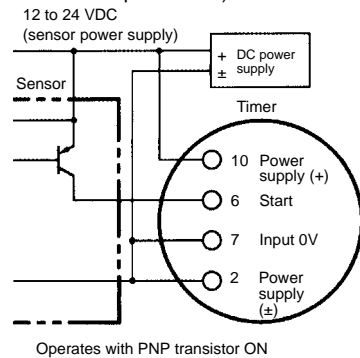 12 to 24 VDC
(sensor power supply)
+ DC power
± supply
Sensor
Timer
10 Power
supply (+)
6 Start
7 Input 0V
2 Power
supply
(±)
Operates with PNP transistor ON